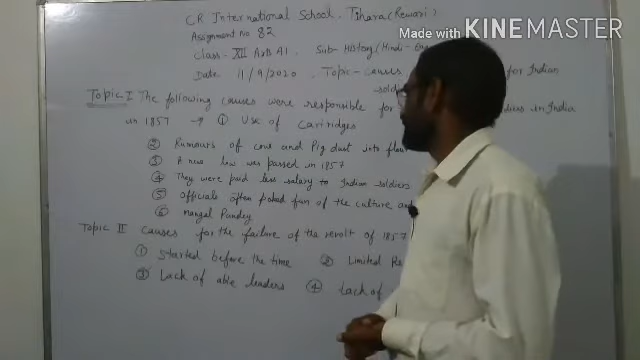 Made with KINEMASTER
CR International School, Tihara (Rewari)
Assignment no 82
Class - XII A&B A1 Sub- History (Hindi-
Date 11/9/2020 Topic - causes for Indian
Topic I The following causes were responsible for in India
in 1857 → ① Use of cartridges
② Rumours of cow and Pig dust into
③ A new law was passed in 1857
④ They were paid less salary to Indian soldiers
⑤ Officials often poked fun of the culture and
⑥ Mangal Pandey
Topic II Causes for the failure of the revolt of 1857
① Started before the time ② Limited
③ Lack of able leaders ④ Lack of